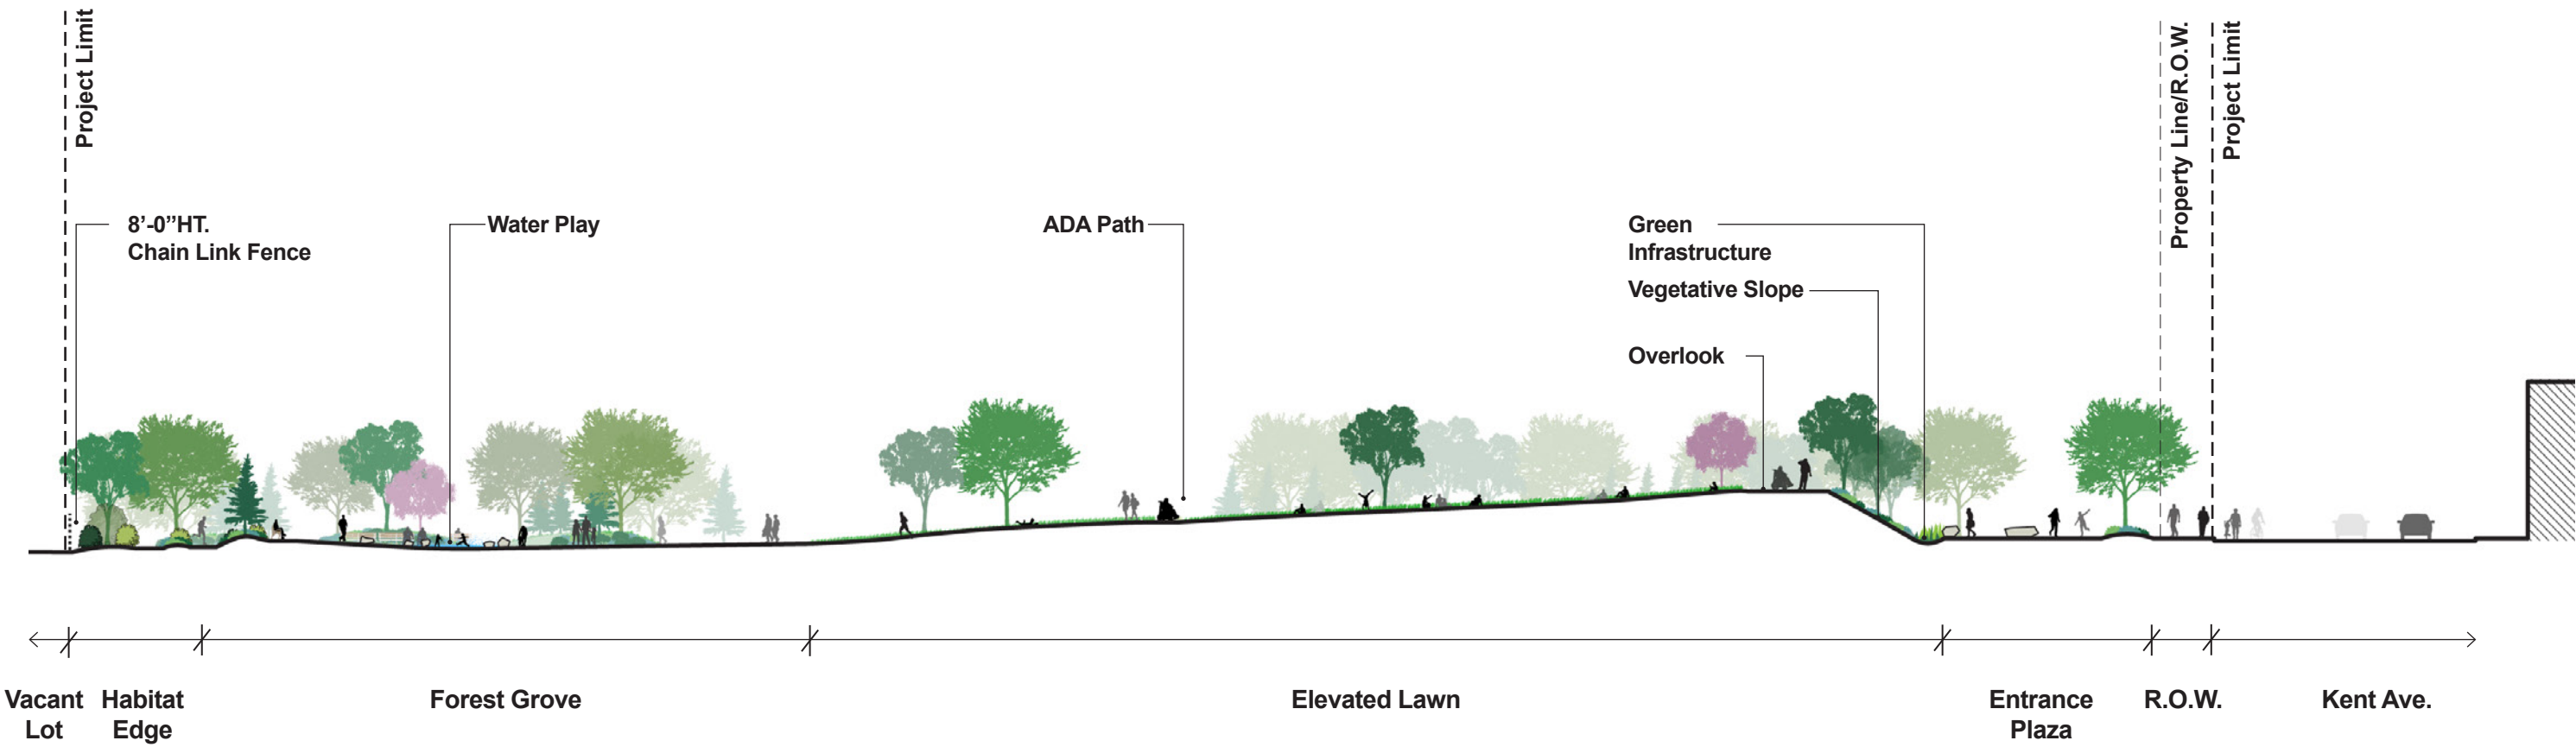 Project Limit
Property Line/R.O.W.
Project Limit
8’-0”HT.
Chain Link Fence
Water Play
ADA Path
Green
Infrastructure
Vegetative Slope
Overlook
Vacant
Lot
Habitat
Edge
Forest Grove
Elevated Lawn
Entrance
Plaza
R.O.W.
Kent Ave.